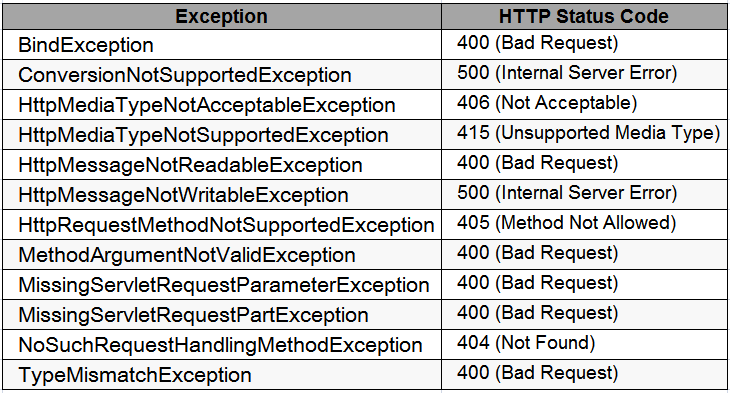 Exception HTTP Status Code
BindException 400 (Bad Request)
ConversionNotSupportedException 500 (Internal Server Error)
HttpMediaTypeNotAcceptableException 406 (Not Acceptable)
HttpMediaTypeNotSupportedException 415 (Unsupported Media Type)
HttpMessageNotReadableException 400 (Bad Request)
HttpMessageNotWritableException 500 (Internal Server Error)
HttpRequestMethodNotSupportedException 405 (Method Not Allowed)
MethodArgumentNotValidException 400 (Bad Request)
MissingServletRequestParameterException 400 (Bad Request)
MissingServletRequestPartException 400 (Bad Request)
NoSuchRequestHandlingMethodException 404 (Not Found)
TypeMismatchException 400 (Bad Request)